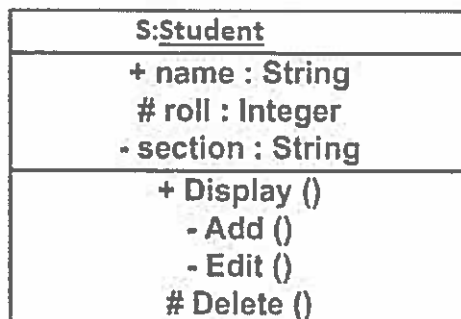 S:Student
+ name : String
# roll : Integer
- section : String
+ Display ()
- Add ()
- Edit ()
# Delete ()